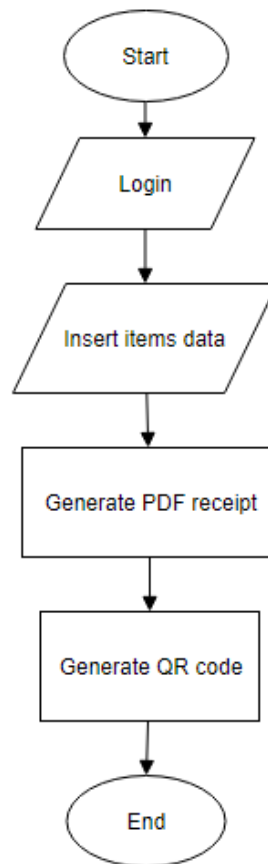 Start
Login
Insert items data
Generate PDF receipt
Generate QR code
End